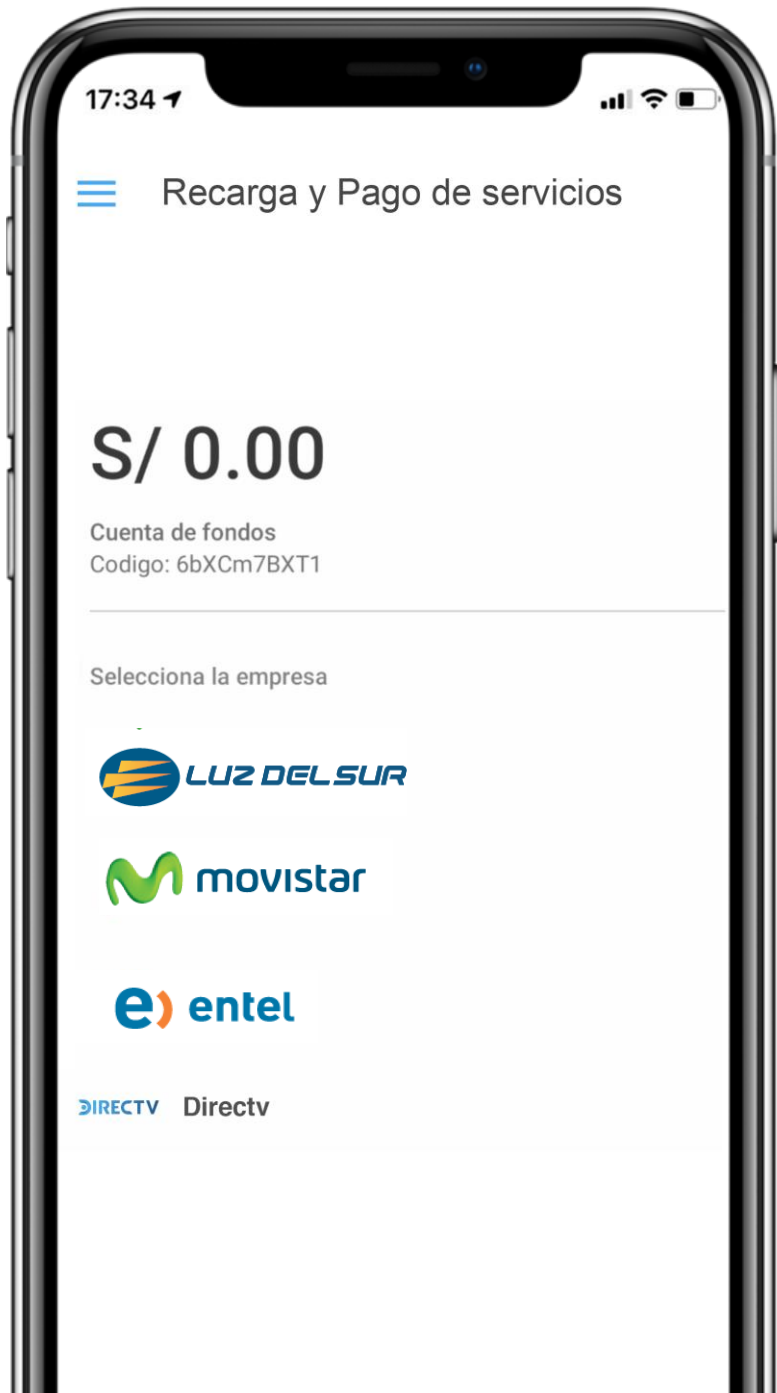 17:34
Recarga y Pago de servicios
S/ 0.00
Cuenta de fondos
Codigo: 6bXCm7BXT1
Selecciona la empresa
LUZ DEL SUR
movistar
e) entel
DIRECTV Directv